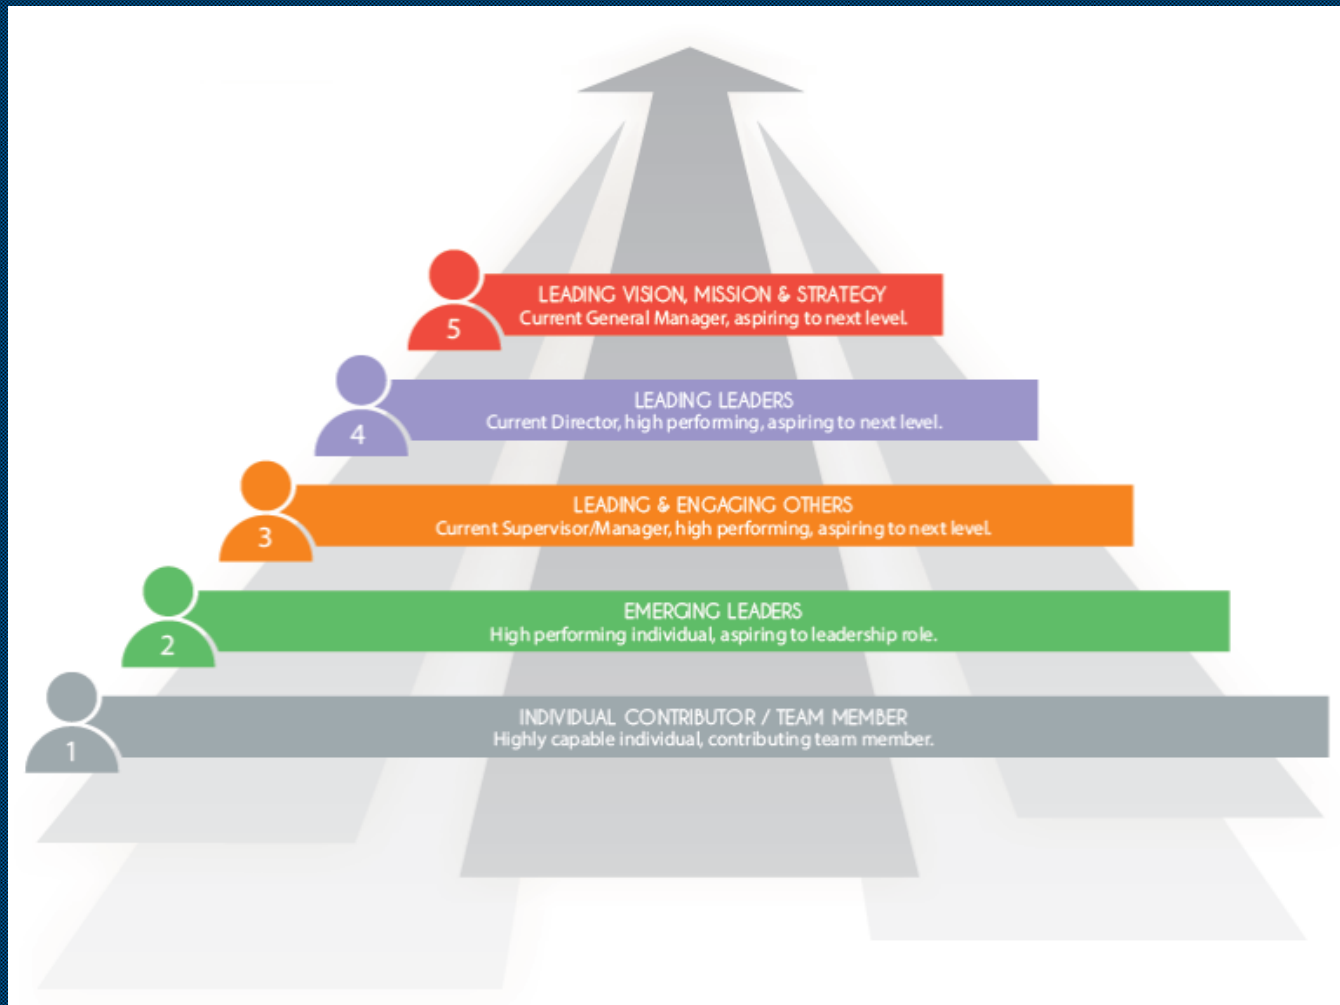 LEADING VISION, MISSION & STRATEGY
Current General Manager, aspiring to next level.
5
LEADING LEADERS
Current Director, high performing, aspiring to next level.
4
LEADING & ENGAGING OTHERS
Current Supervisor/Manager, high performing, aspiring to next level.
3
EMERGING LEADERS
High performing individual, aspiring to leadership role.
2
INDIVIDUAL CONTRIBUTOR / TEAM MEMBER
Highly capable individual, contributing team member.
1